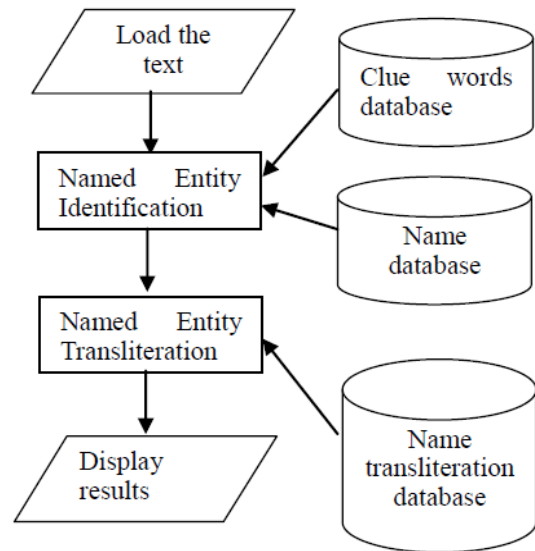 Load the
text
Clue words
database
Named Entity
Identification
Name
database
Named Entity
Transliteration
Name
transliteration
database
Display
results